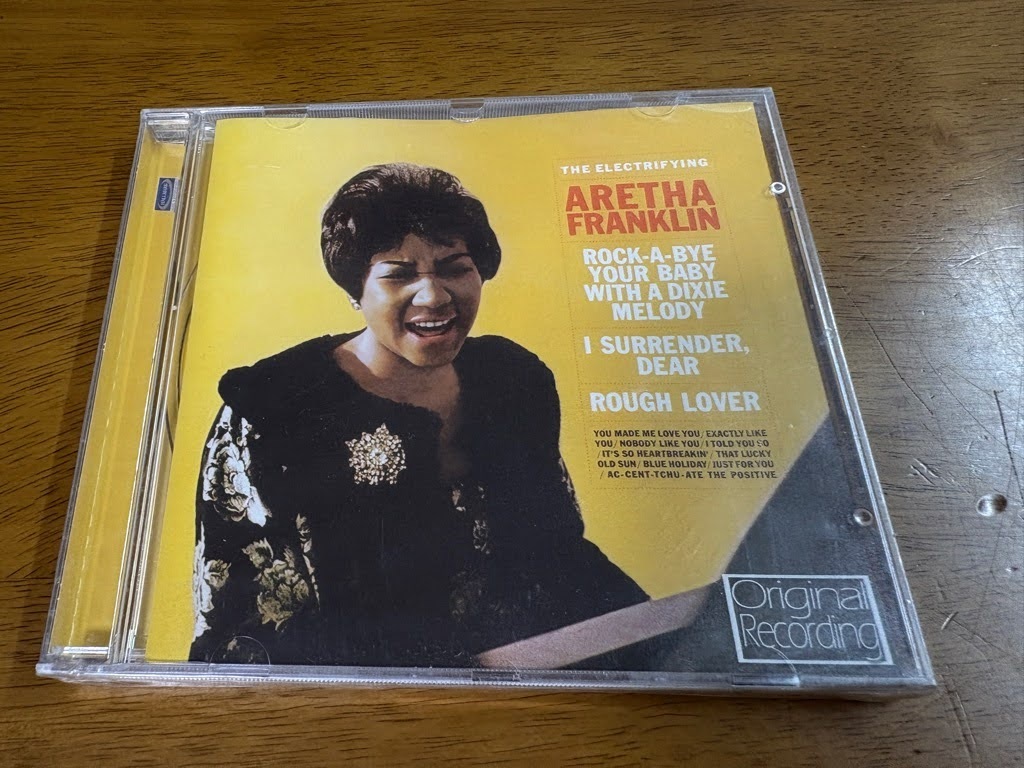 THE ELECTRIFYING
ARETHA
FRANKLIN
ROCK-A-BYE
YOUR BABY
WITH A DIXIE
MELODY
I SURRENDER,
DEAR
ROUGH LOVER
YOU MADE ME LOVE YOU / EXACTLY LIKE
YOU / NOBODY LIKE YOU / I TOLD YOU SO
/ IT'S SO HEARTBREAKIN' / THAT LUCKY
OLD SUN / BLUE HOLIDAY / JUST FOR YOU
/ AC-CENT-TCHU-ATE THE POSITIVE
Original
Recording